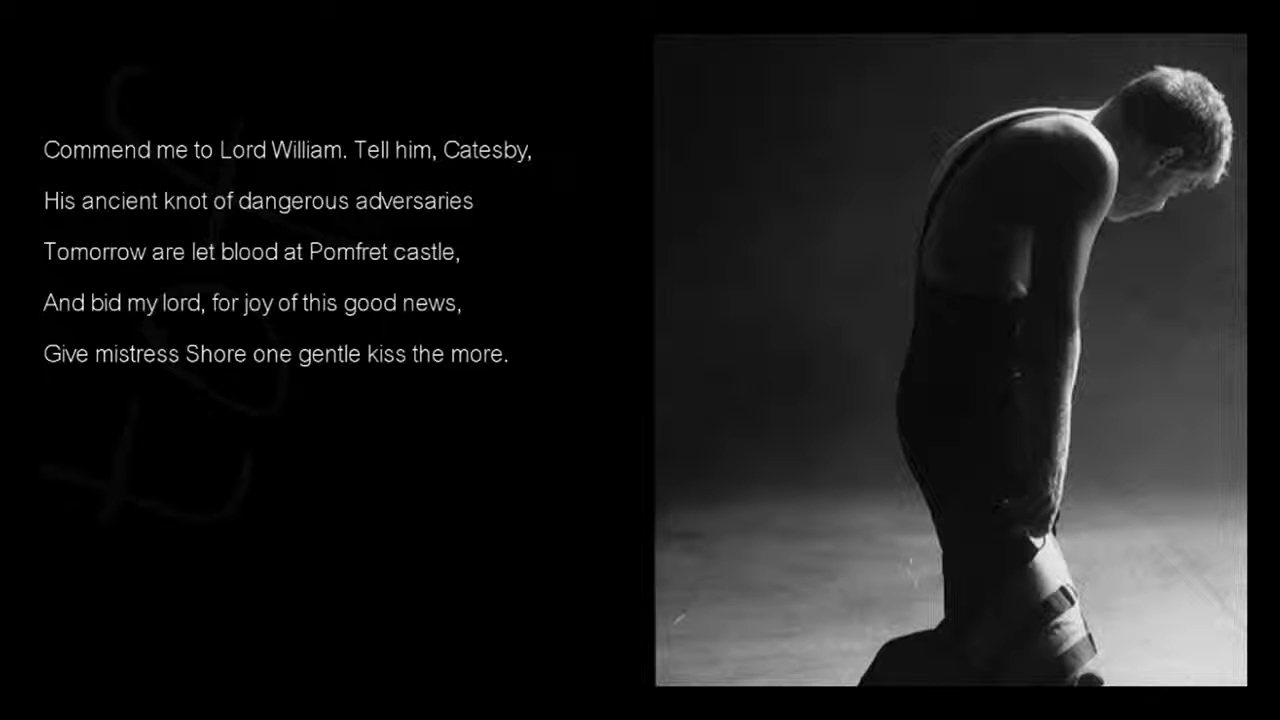 Commend me to Lord William. Tell him, Catesby,
His ancient knot of dangerous adversaries
Tomorrow are let blood at Pomfret castle,
And bid my lord, for joy of this good news,
Give mistress Shore one gentle kiss the more.